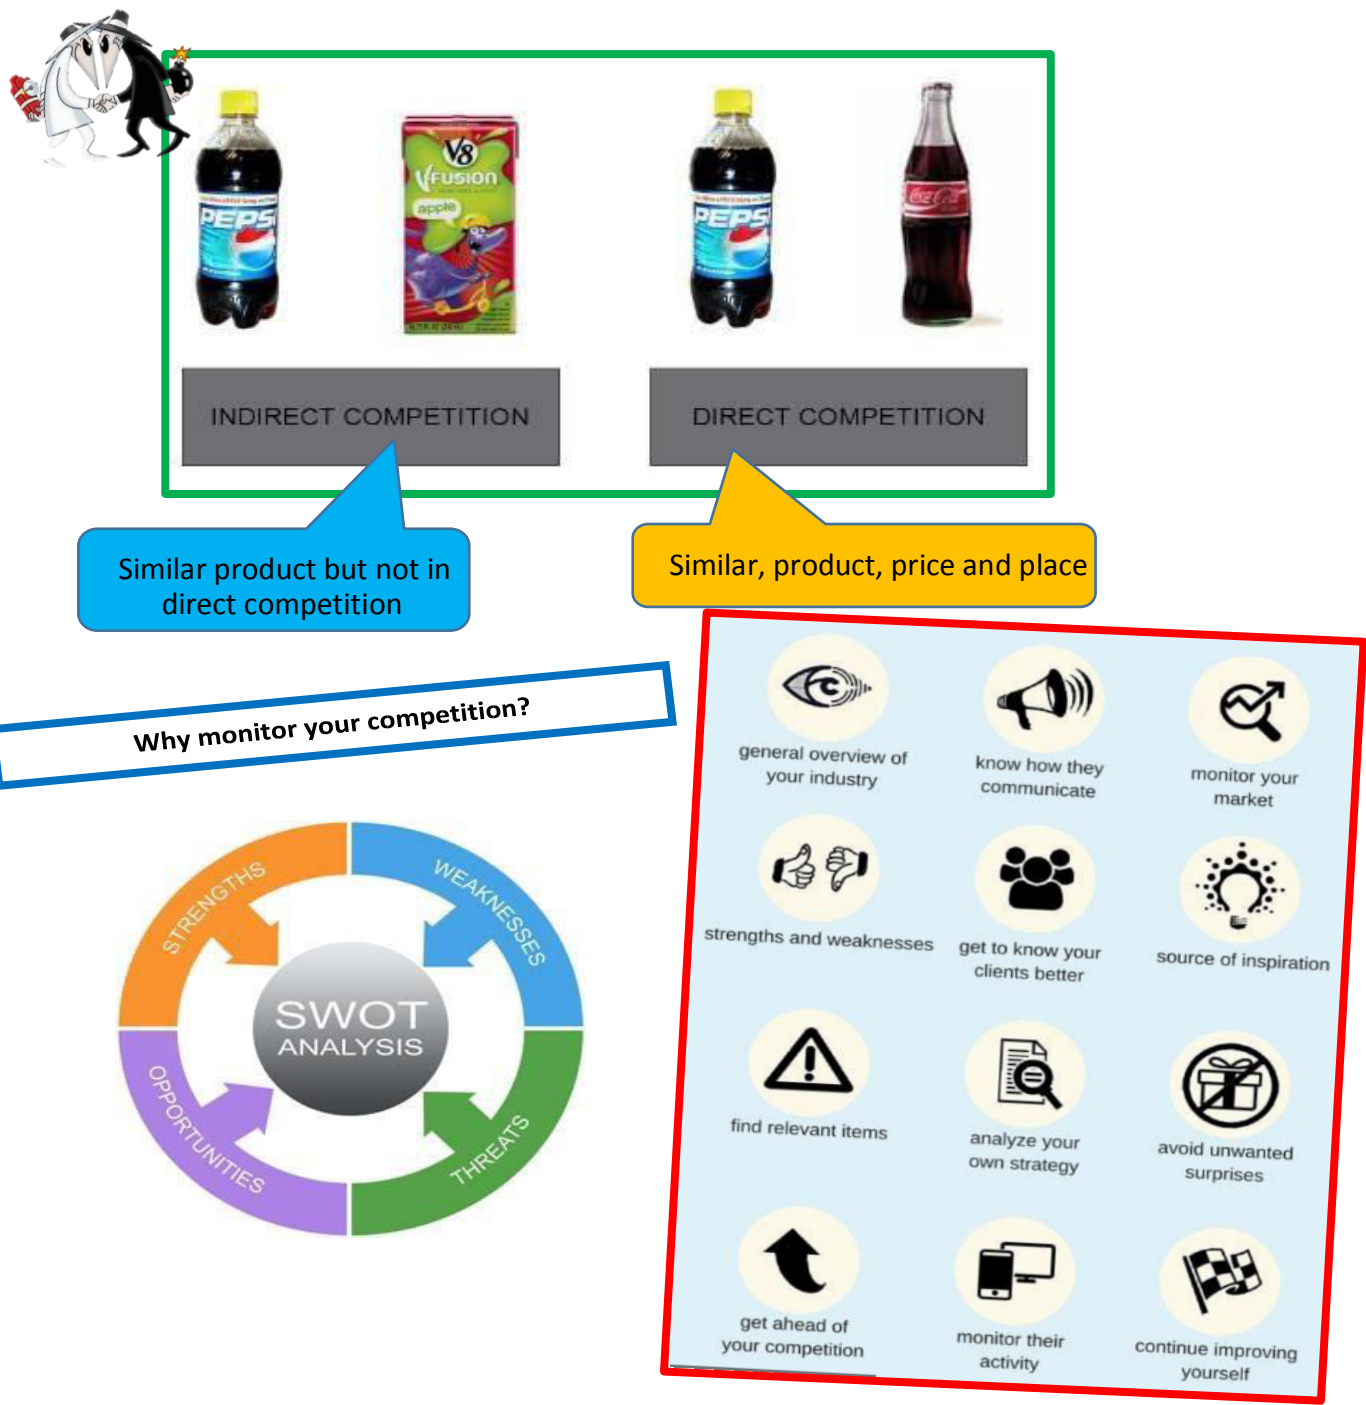 V8
V FUSION
apple
PEPSI
PEPSI
Coca-Cola
INDIRECT COMPETITION
DIRECT COMPETITION
Similar product but not in
direct competition
Similar, product, price and place
Why monitor your competition?
STRENGTHS
WEAKNESSES
OPPORTUNITIES
THREATS
SWOT
ANALYSIS
general overview of
your industry
know how they
communicate
monitor your
market
strengths and weaknesses
get to know your
clients better
source of inspiration
find relevant items
analyze your
own strategy
avoid unwanted
surprises
get ahead of
your competition
monitor their
activity
continue improving
yourself